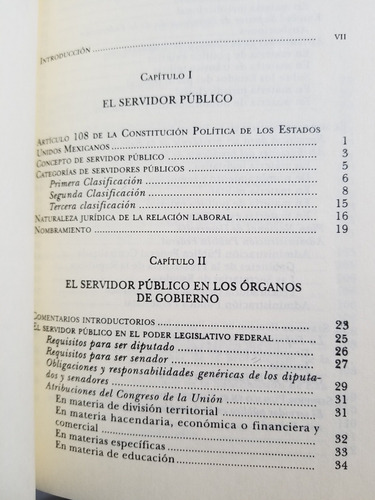 INTRODUCCIÓN VII
CAPÍTULO I
EL SERVIDOR PÚBLICO
ARTÍCULO 108 DE LA CONSTITUCIÓN POLÍTICA DE LOS ESTADOS
UNIDOS MEXICANOS 1
CONCEPTO DE SERVIDOR PÚBLICO 3
CATEGORÍAS DE SERVIDORES PÚBLICOS 5
Primera Clasificación 6
Segunda Clasificación 8
Tercera clasificación 15
NATURALEZA JURÍDICA DE LA RELACIÓN LABORAL 16
NOMBRAMIENTO 19
CAPÍTULO II
EL SERVIDOR PÚBLICO EN LOS ÓRGANOS
DE GOBIERNO
COMENTARIOS INTRODUCTORIOS 23
EL SERVIDOR PÚBLICO EN EL PODER LEGISLATIVO FEDERAL 25
Requisitos para ser diputado 26
Requisitos para ser senador 27
Obligaciones y responsabilidades genéricas de los diputa-
dos y senadores 29
Atribuciones del Congreso de la Unión 31
En materia de división territorial 31
En materia hacendaria, económica o financiera y
comercial 32
En materias específicas 33
En materia de educación 34